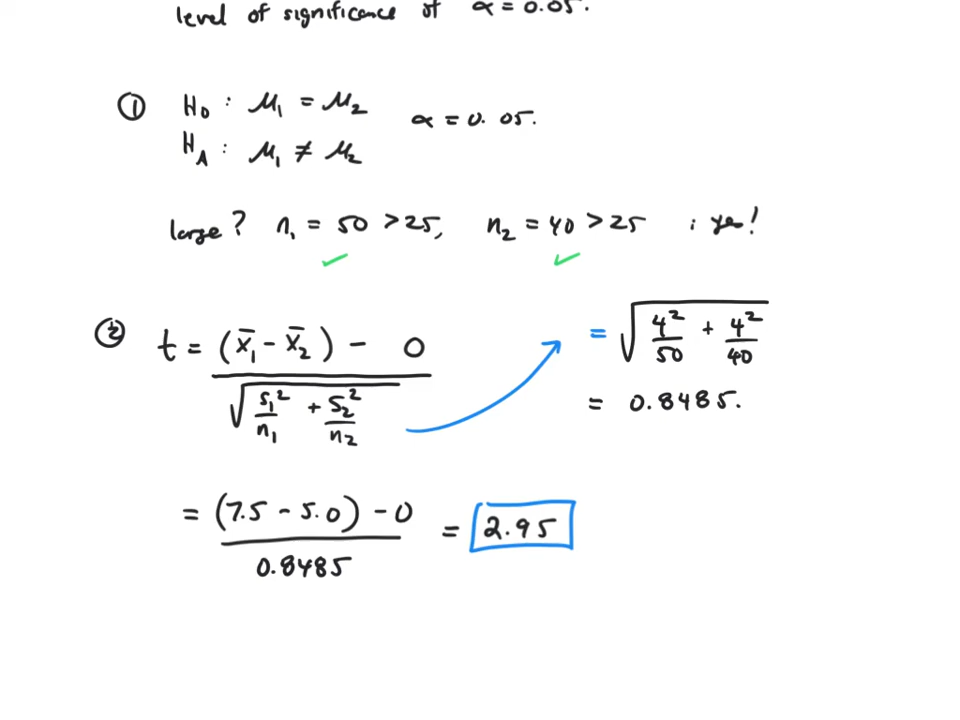 level of significance of α = 0.05.
① H0 : μ1 = μ2 α = 0.05.
HA : μ1 ≠ μ2
large? n1 = 50 > 25, n2 = 40 > 25 : yes!
✓ ✓
② t = (x̄1 - x̄2) - 0 / √(s1²/n1 + s2²/n2)
= √(4²/50 + 4²/40)
= 0.8485.
= (7.5 - 5.0) - 0 / 0.8485 = 2.95